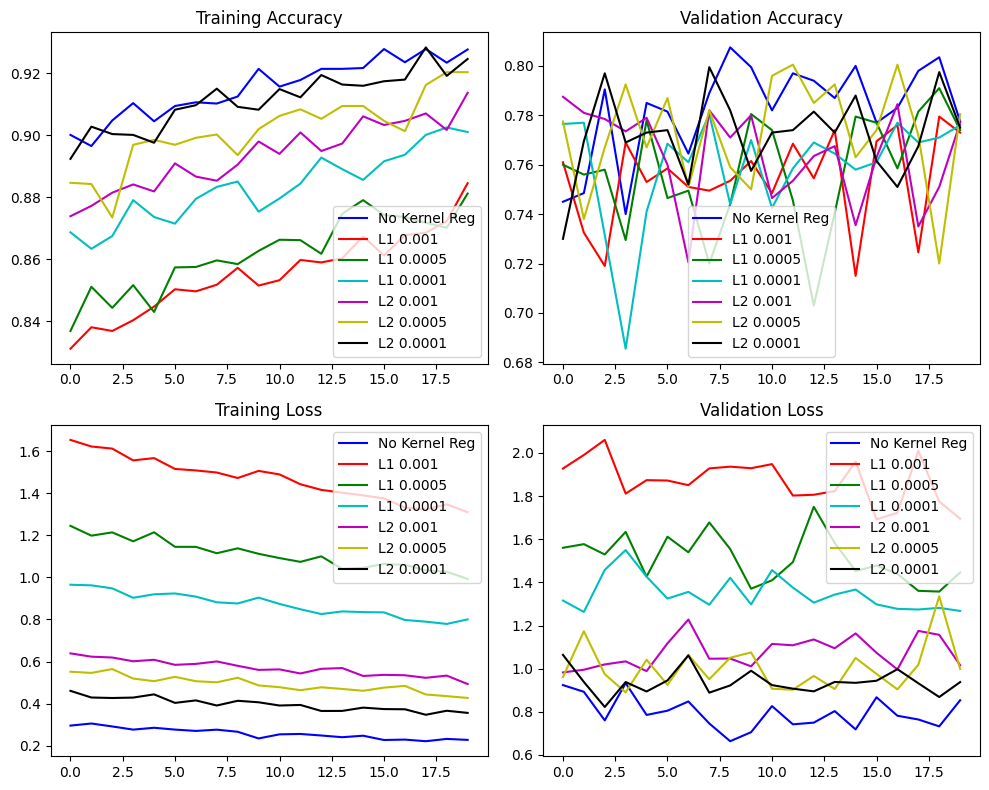 Training Accuracy
0.92
0.90
0.88
0.86
0.84
No Kernel Reg
L1 0.001
L1 0.0005
L1 0.0001
L2 0.001
L2 0.0005
L2 0.0001
0.0 2.5 5.0 7.5 10.0 12.5 15.0 17.5
Validation Accuracy
0.80
0.78
0.76
0.74
0.72
0.70
0.68
No Kernel Reg
L1 0.001
L1 0.0005
L1 0.0001
L2 0.001
L2 0.0005
L2 0.0001
0.0 2.5 5.0 7.5 10.0 12.5 15.0 17.5
Training Loss
1.6
1.4
1.2
1.0
0.8
0.6
0.4
0.2
No Kernel Reg
L1 0.001
L1 0.0005
L1 0.0001
L2 0.001
L2 0.0005
L2 0.0001
0.0 2.5 5.0 7.5 10.0 12.5 15.0 17.5
Validation Loss
2.0
1.8
1.6
1.4
1.2
1.0
0.8
0.6
No Kernel Reg
L1 0.001
L1 0.0005
L1 0.0001
L2 0.001
L2 0.0005
L2 0.0001
0.0 2.5 5.0 7.5 10.0 12.5 15.0 17.5